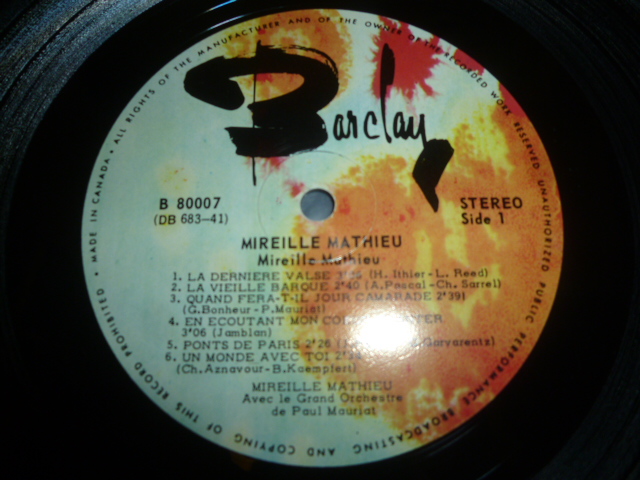 Barclay
B 80007
(DB 683-41)
STEREO
Side 1
MIREILLE MATHIEU
Mireille Mathieu
1. LA DERNIERE VALSE (H. Ithier-L. Reed)
2. LA VIEILLE BARQUE 2'40 (A. Pascal-Ch. Sarrel)
3. QUAND FERA-T-IL JOUR CAMARADE 2'39
(G. Bonheur-P. Mauriat)
4. EN ECOUTANT MON
3'06 (Jamblan)
5. PONTS DE PARIS 2'26 Garvarentz
6. UN MONDE AVEC TOI
(Ch. Aznavour-B. Kaempfert)
MIREILLE MATHIEU
Avec le Grand Orchestre
de Paul Mauriat
• MADE IN CANADA • ALL RIGHTS OF THE MANUFACTURER AND OF THE OWNER OF THE RECORDED WORK RESERVED. UNAUTHORIZED PUBLIC PERFORMANCE BROADCASTING AND COPYING OF THIS RECORD PROHIBITED